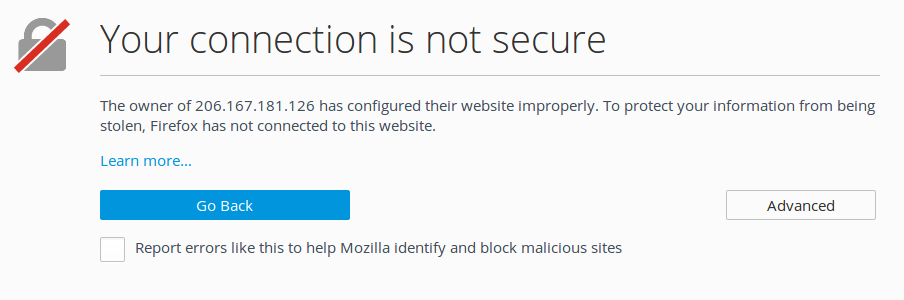 Your connection is not secure
The owner of 206.167.181.126 has configured their website improperly. To protect your information from being
stolen, Firefox has not connected to this website.
Learn more...
Go Back
Advanced
Report errors like this to help Mozilla identify and block malicious sites